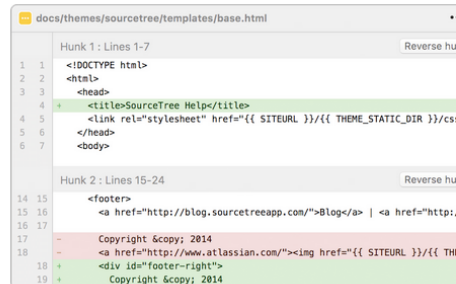 docs/themes/sourcetree/templates/base.html
Hunk 1 : Lines 1-7 Reverse hu
1 1 <!DOCTYPE html>
2 2 <html>
3 3 <head>
4 + <title>SourceTree Help</title>
4 5 <link rel="stylesheet" href="{{ SITEURL }}/{{ THEME_STATIC_DIR }}/css
5 6 </head>
6 7 <body>
Hunk 2 : Lines 15-24 Reverse hu
14 15 <footer>
15 16 <a href="http://blog.sourcetreeapp.com/">Blog</a> | <a href="http:/
16 17
17 - Copyright &copy; 2014
18 - <a href="http://www.atlassian.com/"><img href="{{ SITEURL }}/{{ THE
18 + <div id="footer-right">
19 + Copyright &copy; 2014